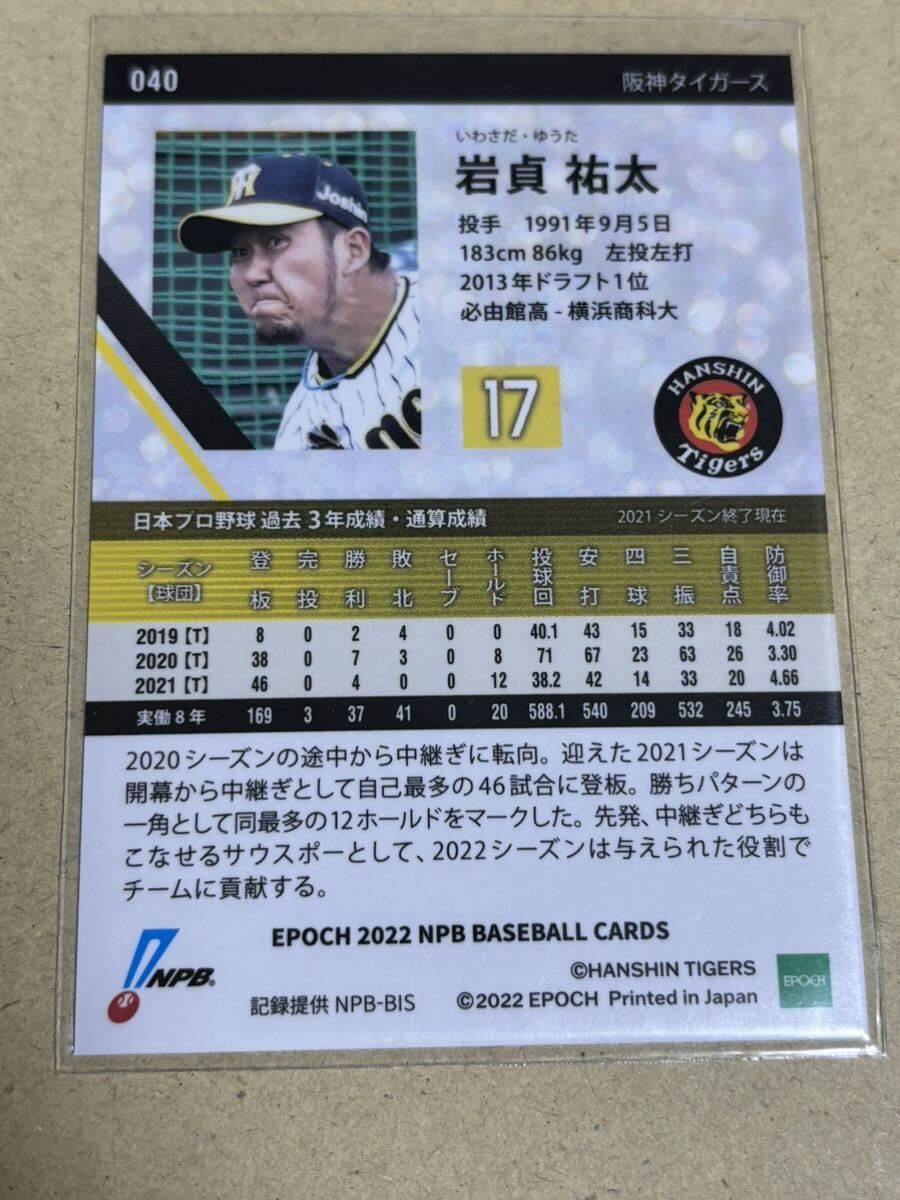 040 阪神タイガース
いわさだ・ゆうた
岩貞 祐太
投手 1991年9月5日
183cm 86kg 左投左打
2013年ドラフト1位
必由館高 - 横浜商科大
17
HANSHIN
Tigers
日本プロ野球 過去 3年成績・通算成績 2021 シーズン終了現在
シーズン【球団】 登板 完投 勝利 敗北 セーブ ホールド 投球回 安打 四球 三振 自責点 防御率
2019【T】 8 0 2 4 0 0 40.1 43 15 33 18 4.02
2020【T】 38 0 7 3 0 8 71 67 23 63 26 3.30
2021【T】 46 0 4 0 0 12 38.2 42 14 33 20 4.66
実働 8 年 169 3 37 41 0 20 588.1 540 209 532 245 3.75
2020シーズンの途中から中継ぎに転向。迎えた2021シーズンは
開幕から中継ぎとして自己最多の46試合に登板。勝ちパターンの
一角として同最多の12ホールドをマークした。先発、中継ぎどちらも
こなせるサウスポーとして、2022シーズンは与えられた役割で
チームに貢献する。
EPOCH 2022 NPB BASEBALL CARDS
NPB.
©HANSHIN TIGERS
EPOCH
記録提供 NPB-BIS ©2022 EPOCH Printed in Japan